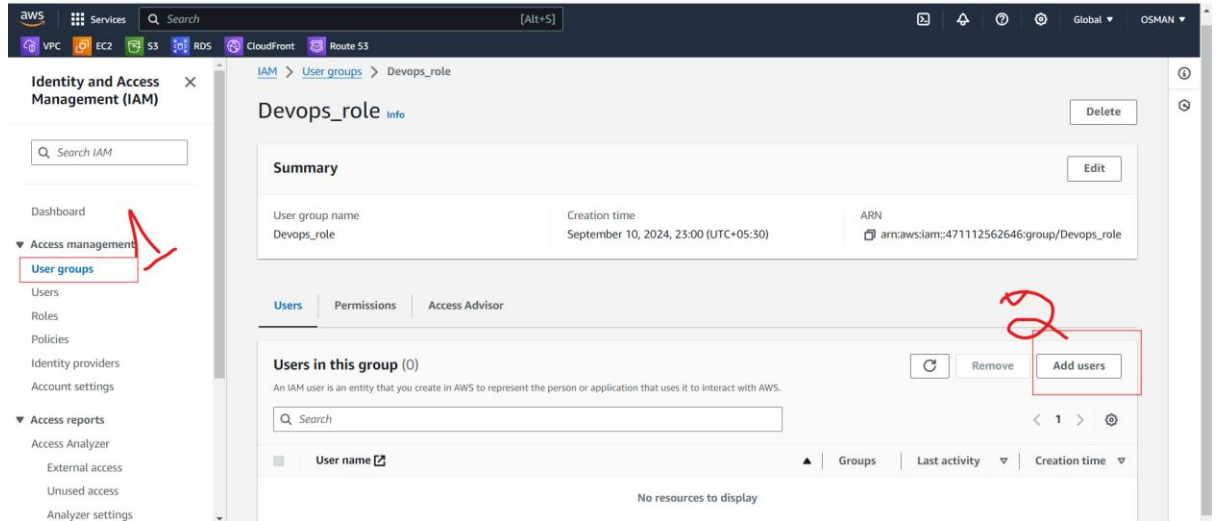 aws Services Search [Alt+S] Global ▼ OSMAN ▼
VPC EC2 S3 RDS CloudFront Route 53
Identity and Access Management (IAM)
Search IAM
Dashboard
Access management
User groups
Users
Roles
Policies
Identity providers
Account settings
Access reports
Access Analyzer
External access
Unused access
Analyzer settings
1
IAM > User groups > Devops_role
Devops_role Info
Delete
Summary
Edit
User group name
Devops_role
Creation time
September 10, 2024, 23:00 (UTC+05:30)
ARN
arn:aws:iam::471112562646:group/Devops_role
Users Permissions Access Advisor
2
Users in this group (0)
Remove Add users
An IAM user is an entity that you create in AWS to represent the person or application that uses it to interact with AWS.
Search
< 1 >
User name Groups Last activity Creation time
No resources to display